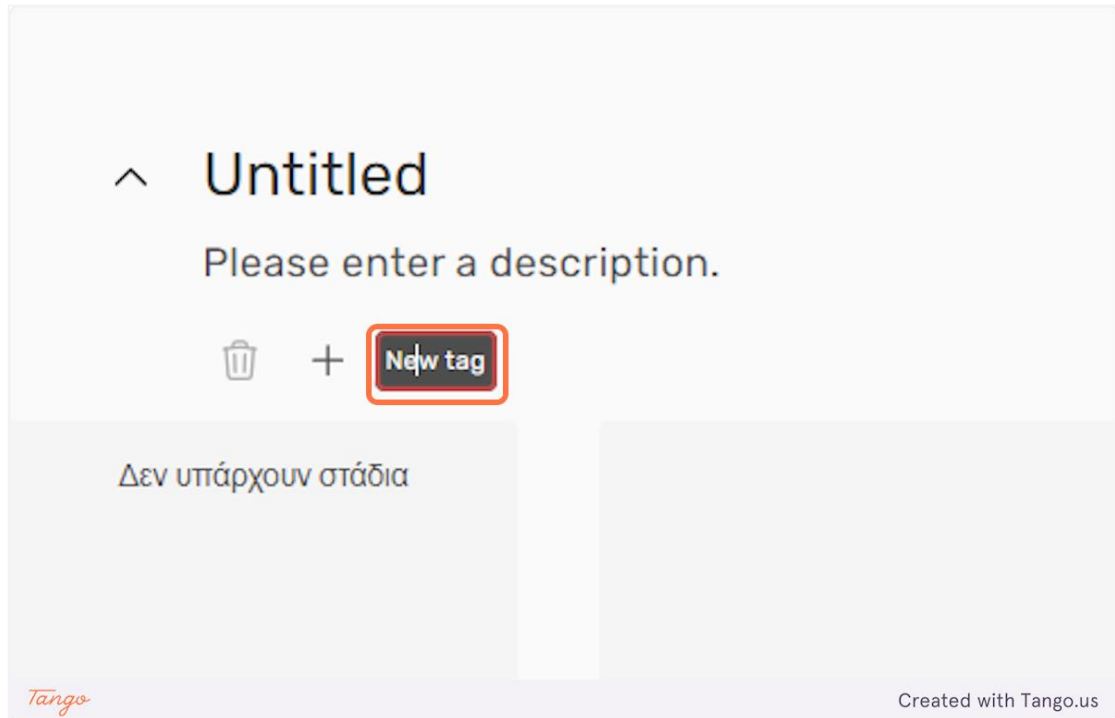 Untitled
Please enter a description.
New tag
Δεν υπάρχουν στάδια
Tango
Created with Tango.us